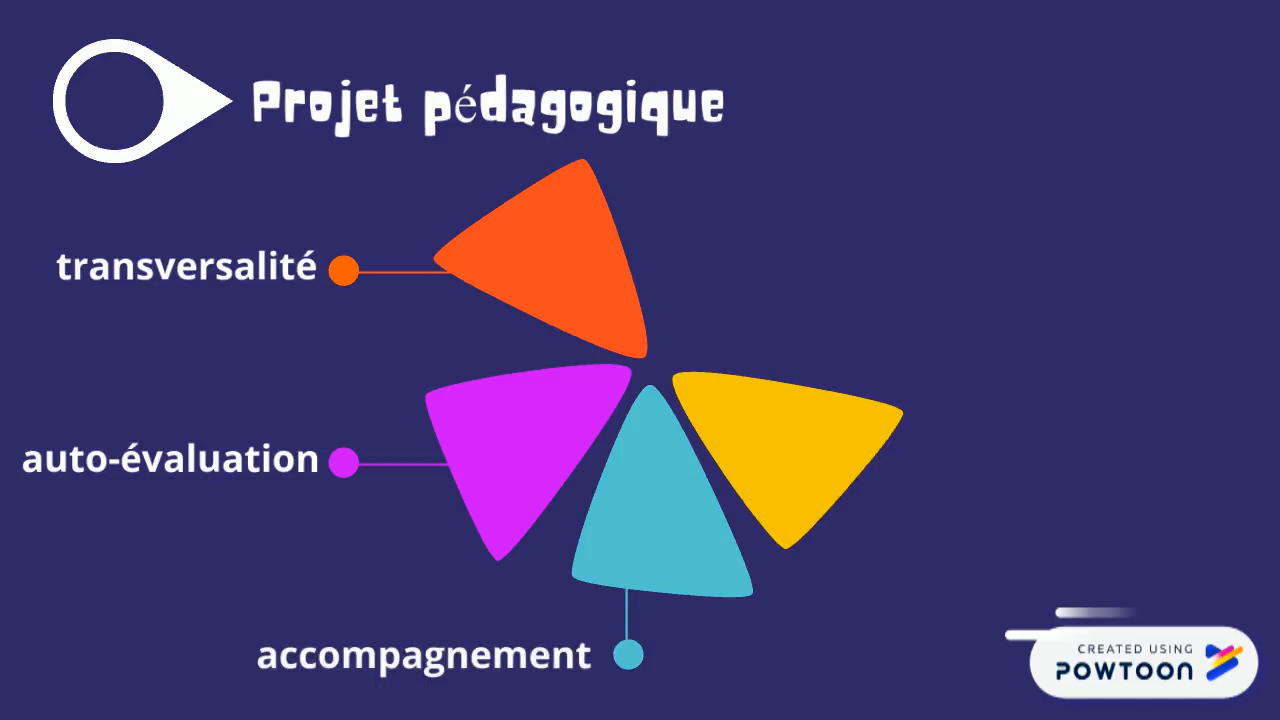 Projet pédagogique
transversalité
auto-évaluation
accompagnement
CREATED USING
POWTOON